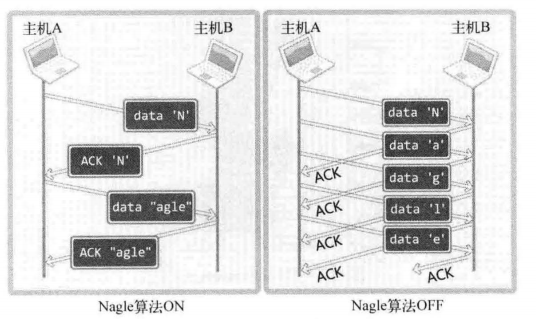 主机A
主机B
data 'N'
ACK 'N'
data "agle"
ACK "agle"
Nagle算法ON
主机A
主机B
data 'N'
data 'a'
ACK
data 'g'
ACK
data 'l'
ACK
data 'e'
ACK
ACK
Nagle算法OFF